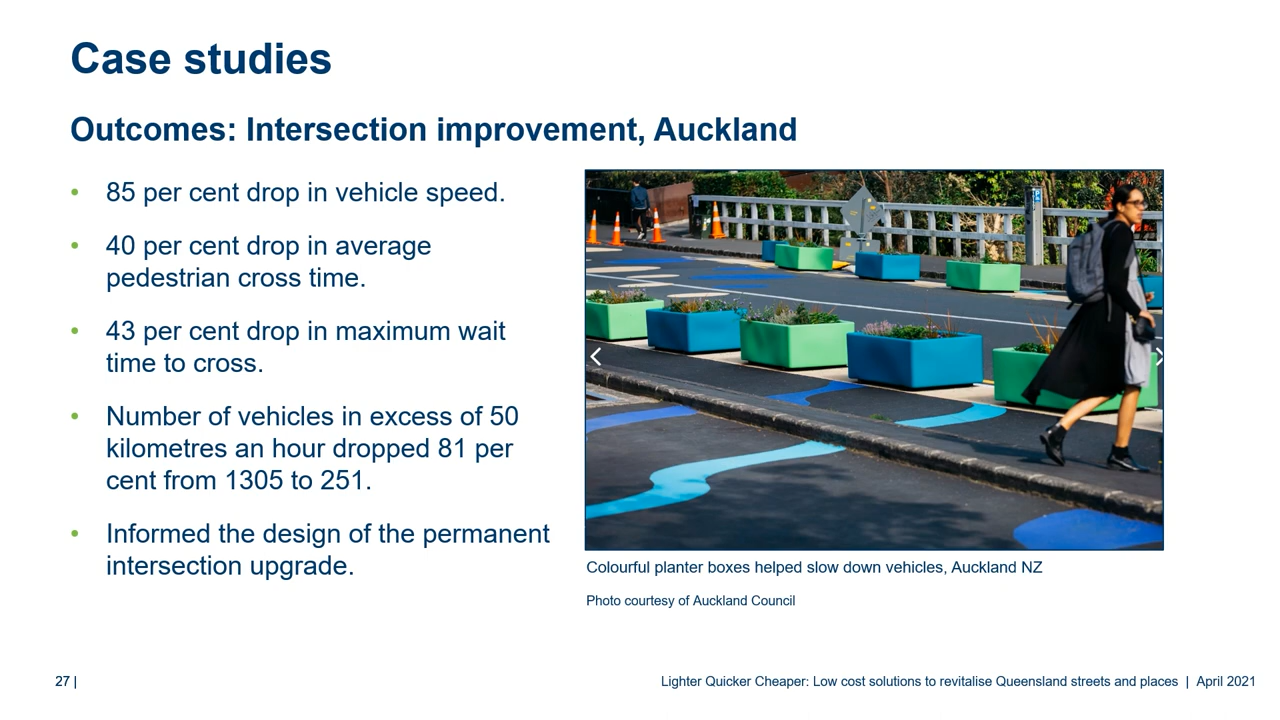 Case studies
Outcomes: Intersection improvement, Auckland
• 85 per cent drop in vehicle speed.
• 40 per cent drop in average
pedestrian cross time.
• 43 per cent drop in maximum wait
time to cross.
• Number of vehicles in excess of 50
kilometres an hour dropped 81 per
cent from 1305 to 251.
• Informed the design of the permanent
intersection upgrade.
Colourful planter boxes helped slow down vehicles, Auckland NZ
Photo courtesy of Auckland Council
27 |
Lighter Quicker Cheaper: Low cost solutions to revitalise Queensland streets and places | April 2021